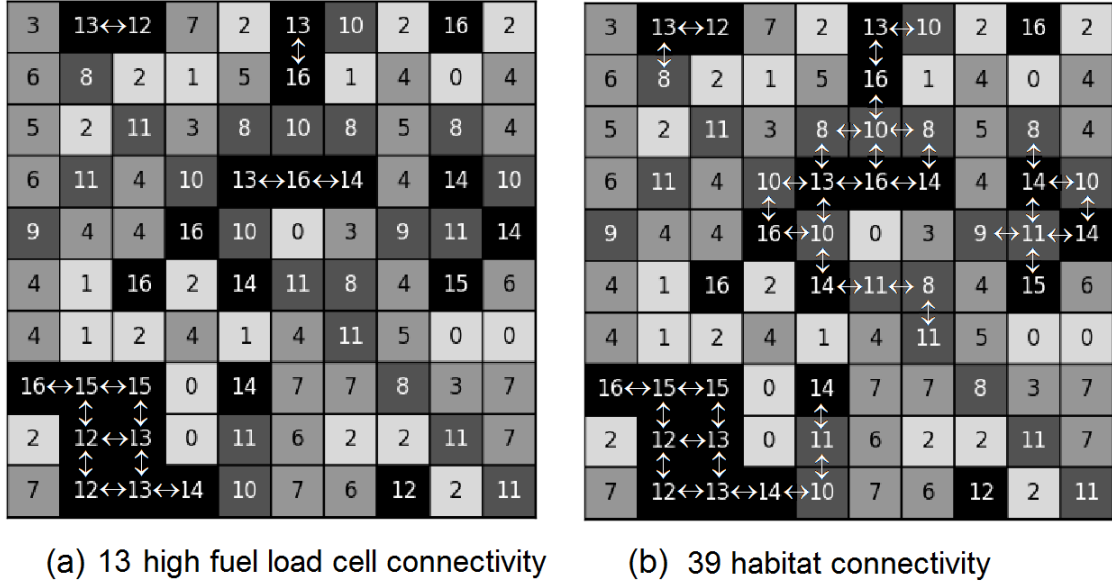 3 13 12 7 2 13 10 2 16 2
6 8 2 1 5 16 1 4 0 4
5 2 11 3 8 10 8 5 8 4
6 11 4 10 13 16 14 4 14 10
9 4 4 16 10 0 3 9 11 14
4 1 16 2 14 11 8 4 15 6
4 1 2 4 1 4 11 5 0 0
16 15 15 0 14 7 7 8 3 7
2 12 13 0 11 6 2 2 11 7
7 12 13 14 10 7 6 12 2 11
(a) 13 high fuel load cell connectivity
3 13 12 7 2 13 10 2 16 2
6 8 2 1 5 16 1 4 0 4
5 2 11 3 8 10 8 5 8 4
6 11 4 10 13 16 14 4 14 10
9 4 4 16 10 0 3 9 11 14
4 1 16 2 14 11 8 4 15 6
4 1 2 4 1 4 11 5 0 0
16 15 15 0 14 7 7 8 3 7
2 12 13 0 11 6 2 2 11 7
7 12 13 14 10 7 6 12 2 11
(b) 39 habitat connectivity